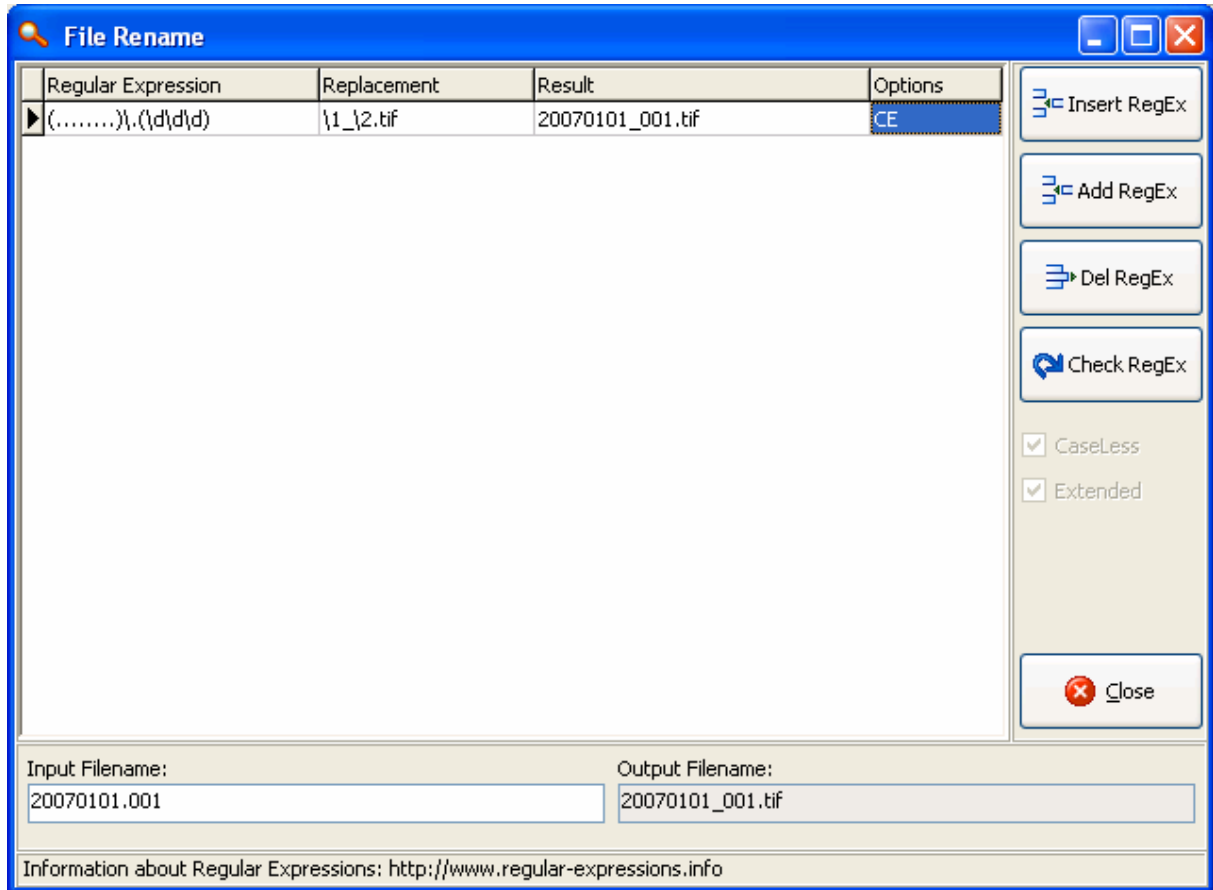 File Rename
Regular Expression Replacement Result Options
(........)\.(\d\d\d) \1_\2.tif 20070101_001.tif CE
Insert RegEx
Add RegEx
Del RegEx
Check RegEx
CaseLess
Extended
Close
Input Filename: Output Filename:
20070101.001 20070101_001.tif
Information about Regular Expressions: http://www.regular-expressions.info